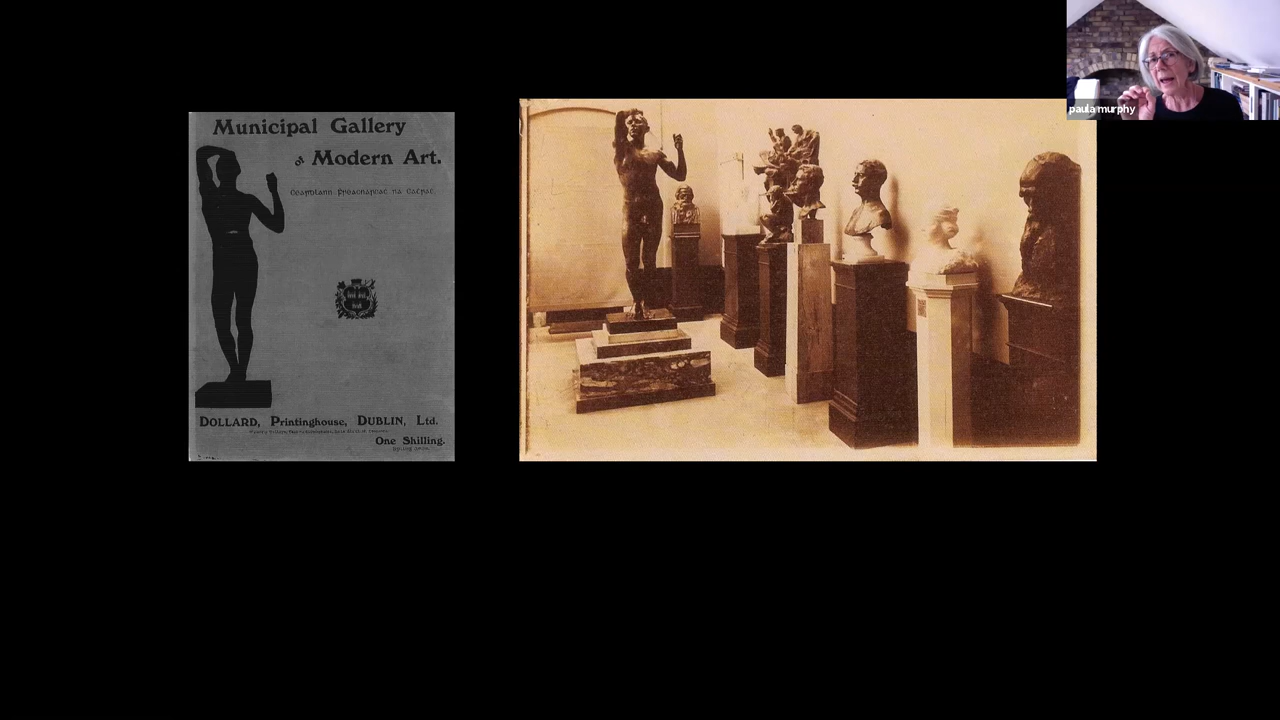 Municipal Gallery
of Modern Art.
DOLLARD, Printinghouse, DUBLIN, Ltd.
One Shilling.
paula murphy